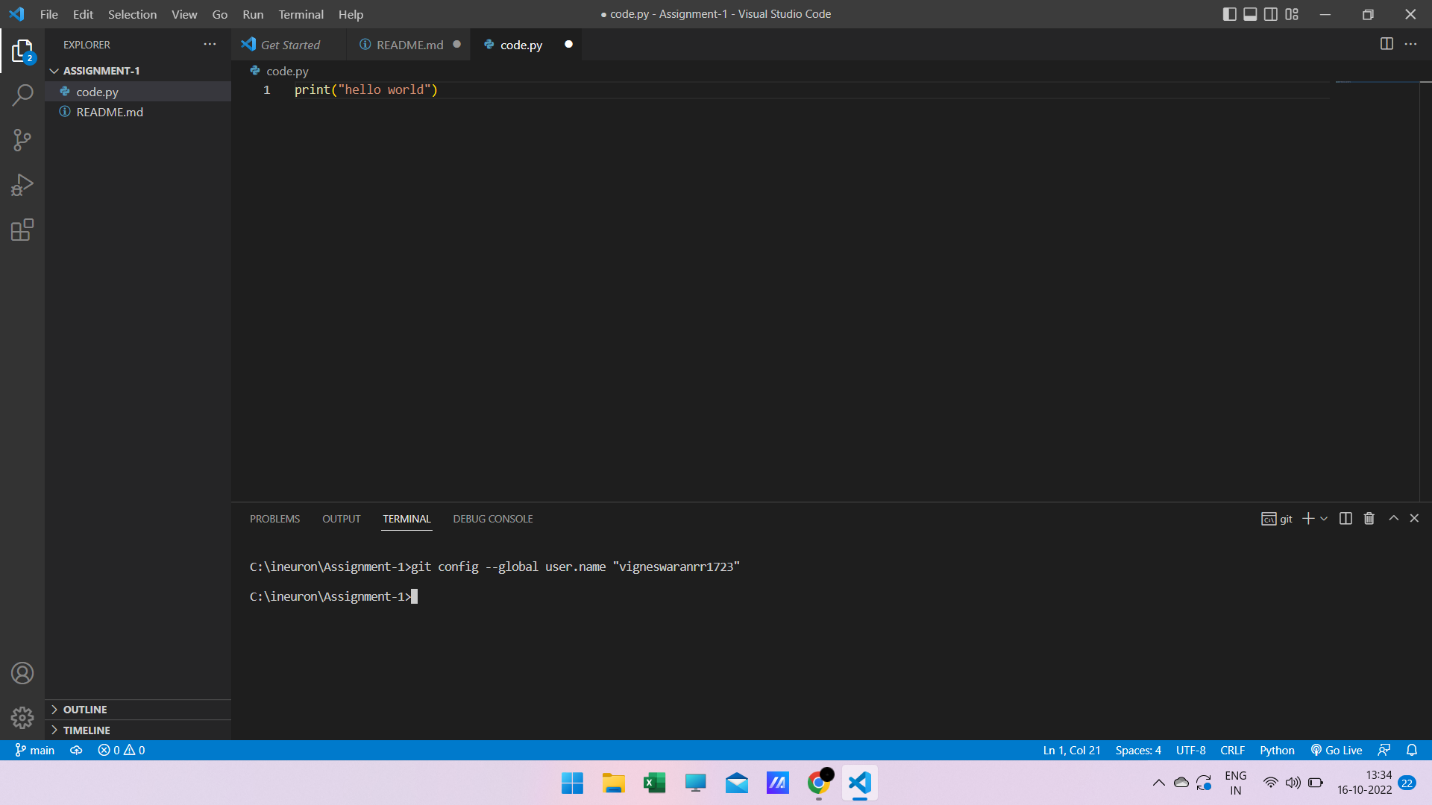 File Edit Selection View Go Run Terminal Help
● code.py - Assignment-1 - Visual Studio Code
EXPLORER
Get Started
README.md
code.py
2
ASSIGNMENT-1
code.py
README.md
code.py
1 print("hello world")
PROBLEMS OUTPUT TERMINAL DEBUG CONSOLE
git
C:\ineuron\Assignment-1>git config --global user.name "vigneswaranrr1723"
C:\ineuron\Assignment-1>
OUTLINE
TIMELINE
main 0 0
Ln 1, Col 21 Spaces: 4 UTF-8 CRLF Python Go Live
ENG
IN
13:34
16-10-2022
22